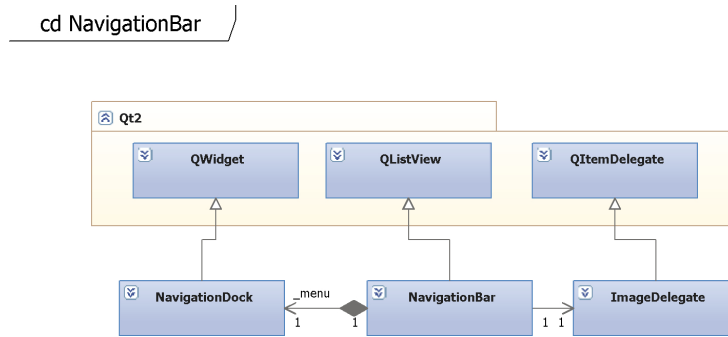 cd NavigationBar
Qt2
QWidget QListView QItemDelegate
NavigationDock _menu NavigationBar ImageDelegate
1 1 1 1